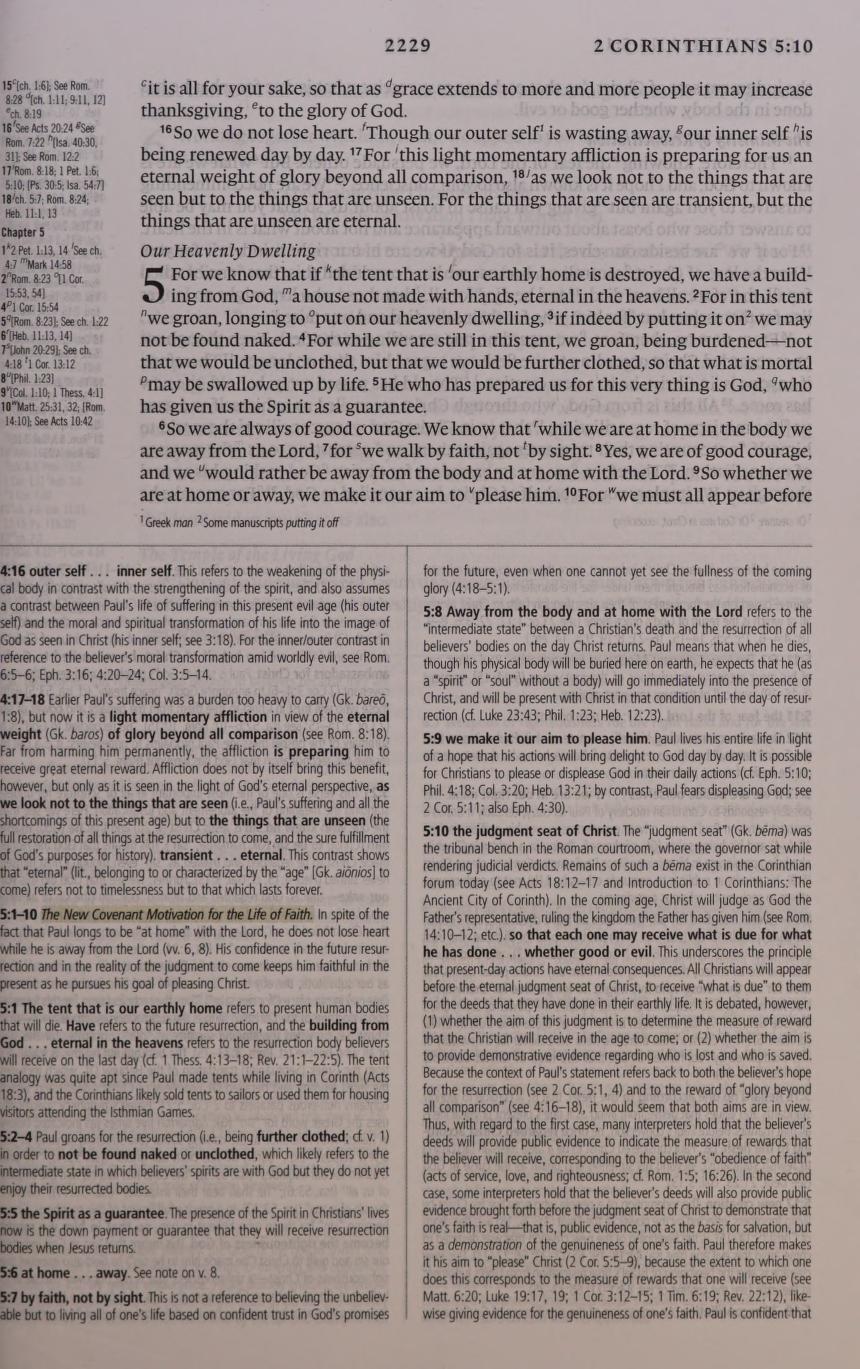 2229 2 CORINTHIANS 5:10
15 c[ch. 1:6]; See Rom.
8:28 d[ch. 1:11; 9:11, 12]
e ch. 8:19
16 f See Acts 20:24 g See
Rom. 7:22 h [Isa. 40:30,
31]; See Rom. 12:2
17 i Rom. 8:18; 1 Pet. 1:6;
5:10; [Ps. 30:5; Isa. 54:7]
18 j ch. 5:7; Rom. 8:24;
Heb. 11:1, 13
Chapter 5
1 k 2 Pet. 1:13, 14 l See ch.
4:7 m Mark 14:58
2 n Rom. 8:23 o [1 Cor.
15:53, 54]
4 p 1 Cor. 15:54
5 q [Rom. 8:23]; See ch. 1:22
6 r [Heb. 11:13, 14]
7 s [John 20:29]; See ch.
4:18 t 1 Cor. 13:12
8 u [Phil. 1:23]
9 v [Col. 1:10; 1 Thess. 4:1]
10 w Matt. 25:31, 32; [Rom.
14:10]; See Acts 10:42
c it is all for your sake, so that as d grace extends to more and more people it may increase
thanksgiving, e to the glory of God.
16 So we do not lose heart. f Though our outer self1 is wasting away, g our inner self h is
being renewed day by day. 17 For i this light momentary affliction is preparing for us an
eternal weight of glory beyond all comparison, 18 j as we look not to the things that are
seen but to the things that are unseen. For the things that are seen are transient, but the
things that are unseen are eternal.
Our Heavenly Dwelling
5 For we know that if k the tent that is l our earthly home is destroyed, we have a build-
ing from God, m a house not made with hands, eternal in the heavens. 2 For in this tent
n we groan, longing to o put on our heavenly dwelling, 3 if indeed by putting it on2 we may
not be found naked. 4 For while we are still in this tent, we groan, being burdened—not
that we would be unclothed, but that we would be further clothed, so that what is mortal
p may be swallowed up by life. 5 He who has prepared us for this very thing is God, q who
has given us the Spirit as a guarantee.
6 So we are always of good courage. We know that r while we are at home in the body we
are away from the Lord, 7 for s we walk by faith, not t by sight. 8 Yes, we are of good courage,
and we u would rather be away from the body and at home with the Lord. 9 So whether we
are at home or away, we make it our aim to v please him. 10 For w we must all appear before
1 Greek man 2 Some manuscripts putting it off
4:16 outer self . . . inner self. This refers to the weakening of the physi-
cal body in contrast with the strengthening of the spirit, and also assumes
a contrast between Paul's life of suffering in this present evil age (his outer
self) and the moral and spiritual transformation of his life into the image of
God as seen in Christ (his inner self; see 3:18). For the inner/outer contrast in
reference to the believer's moral transformation amid worldly evil, see Rom.
6:5–6; Eph. 3:16; 4:20–24; Col. 3:5–14.
4:17–18 Earlier Paul's suffering was a burden too heavy to carry (Gk. bareō,
1:8), but now it is a light momentary affliction in view of the eternal
weight (Gk. baros) of glory beyond all comparison (see Rom. 8:18).
Far from harming him permanently, the affliction is preparing him to
receive great eternal reward. Affliction does not by itself bring this benefit,
however, but only as it is seen in the light of God's eternal perspective, as
we look not to the things that are seen (i.e., Paul's suffering and all the
shortcomings of this present age) but to the things that are unseen (the
full restoration of all things at the resurrection to come, and the sure fulfillment
of God's purposes for history). transient . . . eternal. This contrast shows
that "eternal" (lit., belonging to or characterized by the "age" [Gk. aiōnios] to
come) refers not to timelessness but to that which lasts forever.
5:1–10 The New Covenant Motivation for the Life of Faith. In spite of the
fact that Paul longs to be "at home" with the Lord, he does not lose heart
while he is away from the Lord (vv. 6, 8). His confidence in the future resur-
rection and in the reality of the judgment to come keeps him faithful in the
present as he pursues his goal of pleasing Christ.
5:1 The tent that is our earthly home refers to present human bodies
that will die. Have refers to the future resurrection, and the building from
God . . . eternal in the heavens refers to the resurrection body believers
will receive on the last day (cf. 1 Thess. 4:13–18; Rev. 21:1–22:5). The tent
analogy was quite apt since Paul made tents while living in Corinth (Acts
18:3), and the Corinthians likely sold tents to sailors or used them for housing
visitors attending the Isthmian Games.
5:2–4 Paul groans for the resurrection (i.e., being further clothed; cf. v. 1)
in order to not be found naked or unclothed, which likely refers to the
intermediate state in which believers' spirits are with God but they do not yet
enjoy their resurrected bodies.
5:5 the Spirit as a guarantee. The presence of the Spirit in Christians' lives
now is the down payment or guarantee that they will receive resurrection
bodies when Jesus returns.
5:6 at home . . . away. See note on v. 8.
5:7 by faith, not by sight. This is not a reference to believing the unbeliev-
able but to living all of one's life based on confident trust in God's promises
for the future, even when one cannot yet see the fullness of the coming
glory (4:18–5:1).
5:8 Away from the body and at home with the Lord refers to the
"intermediate state" between a Christian's death and the resurrection of all
believers' bodies on the day Christ returns. Paul means that when he dies,
though his physical body will be buried here on earth, he expects that he (as
a "spirit" or "soul" without a body) will go immediately into the presence of
Christ, and will be present with Christ in that condition until the day of resur-
rection (cf. Luke 23:43; Phil. 1:23; Heb. 12:23).
5:9 we make it our aim to please him. Paul lives his entire life in light
of a hope that his actions will bring delight to God day by day. It is possible
for Christians to please or displease God in their daily actions (cf. Eph. 5:10;
Phil. 4:18; Col. 3:20; Heb. 13:21; by contrast, Paul fears displeasing God; see
2 Cor. 5:11; also Eph. 4:30).
5:10 the judgment seat of Christ. The "judgment seat" (Gk. bēma) was
the tribunal bench in the Roman courtroom, where the governor sat while
rendering judicial verdicts. Remains of such a bēma exist in the Corinthian
forum today (see Acts 18:12–17 and Introduction to 1 Corinthians: The
Ancient City of Corinth). In the coming age, Christ will judge as God the
Father's representative, ruling the kingdom the Father has given him (see Rom.
14:10–12; etc.). so that each one may receive what is due for what
he has done . . . whether good or evil. This underscores the principle
that present-day actions have eternal consequences. All Christians will appear
before the eternal judgment seat of Christ, to receive "what is due" to them
for the deeds that they have done in their earthly life. It is debated, however,
(1) whether the aim of this judgment is to determine the measure of reward
that the Christian will receive in the age to come; or (2) whether the aim is
to provide demonstrative evidence regarding who is lost and who is saved.
Because the context of Paul's statement refers back to both the believer's hope
for the resurrection (see 2 Cor. 5:1, 4) and to the reward of "glory beyond
all comparison" (see 4:16–18), it would seem that both aims are in view.
Thus, with regard to the first case, many interpreters hold that the believer's
deeds will provide public evidence to indicate the measure of rewards that
the believer will receive, corresponding to the believer's "obedience of faith"
(acts of service, love, and righteousness; cf. Rom. 1:5; 16:26). In the second
case, some interpreters hold that the believer's deeds will also provide public
evidence brought forth before the judgment seat of Christ to demonstrate that
one's faith is real—that is, public evidence, not as the basis for salvation, but
as a demonstration of the genuineness of one's faith. Paul therefore makes
it his aim to "please" Christ (2 Cor. 5:5–9), because the extent to which one
does this corresponds to the measure of rewards that one will receive (see
Matt. 6:20; Luke 19:17, 19; 1 Cor. 3:12–15; 1 Tim. 6:19; Rev. 22:12), like-
wise giving evidence for the genuineness of one's faith. Paul is confident that